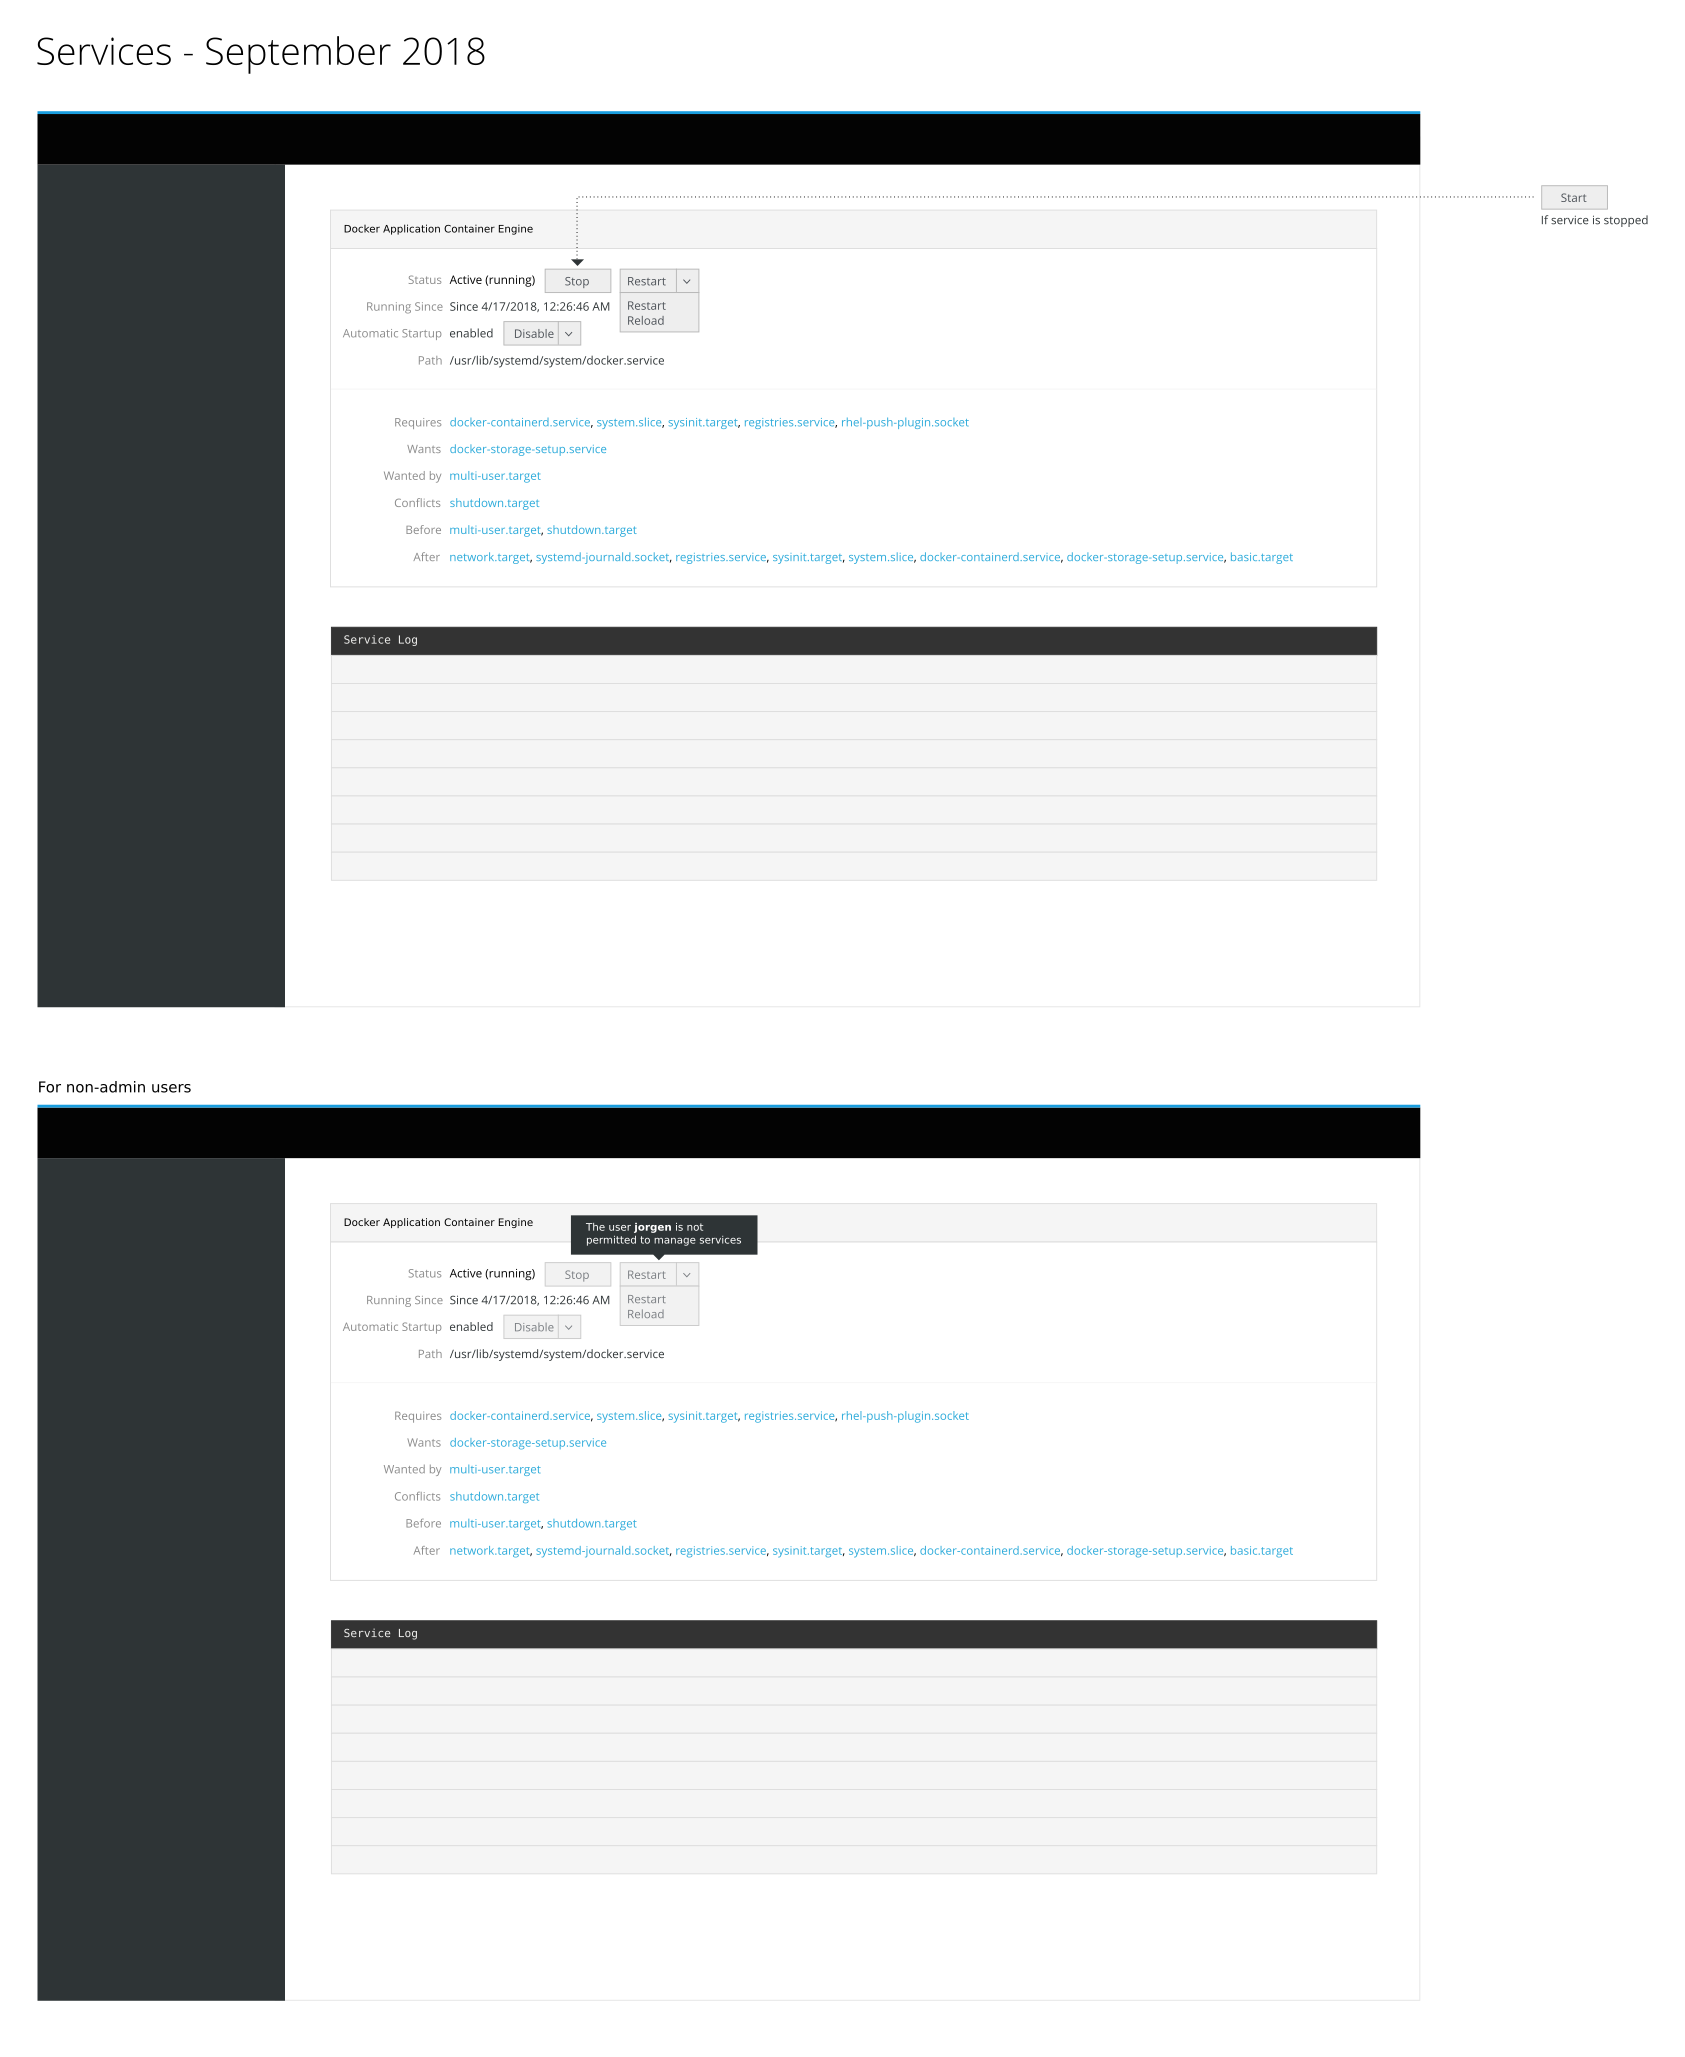 Services - September 2018
Start
If service is stopped
Docker Application Container Engine
Status Active (running) Stop Restart
Running Since Since 4/17/2018, 12:26:46 AM Restart
Reload
Automatic Startup enabled Disable
Path /usr/lib/systemd/system/docker.service
Requires docker-containerd.service, system.slice, sysinit.target, registries.service, rhel-push-plugin.socket
Wants docker-storage-setup.service
Wanted by multi-user.target
Conflicts shutdown.target
Before multi-user.target, shutdown.target
After network.target, systemd-journald.socket, registries.service, sysinit.target, system.slice, docker-containerd.service, docker-storage-setup.service, basic.target
Service Log
For non-admin users
Docker Application Container Engine
The user jorgen is not
permitted to manage services
Status Active (running) Stop Restart
Running Since Since 4/17/2018, 12:26:46 AM Restart
Reload
Automatic Startup enabled Disable
Path /usr/lib/systemd/system/docker.service
Requires docker-containerd.service, system.slice, sysinit.target, registries.service, rhel-push-plugin.socket
Wants docker-storage-setup.service
Wanted by multi-user.target
Conflicts shutdown.target
Before multi-user.target, shutdown.target
After network.target, systemd-journald.socket, registries.service, sysinit.target, system.slice, docker-containerd.service, docker-storage-setup.service, basic.target
Service Log